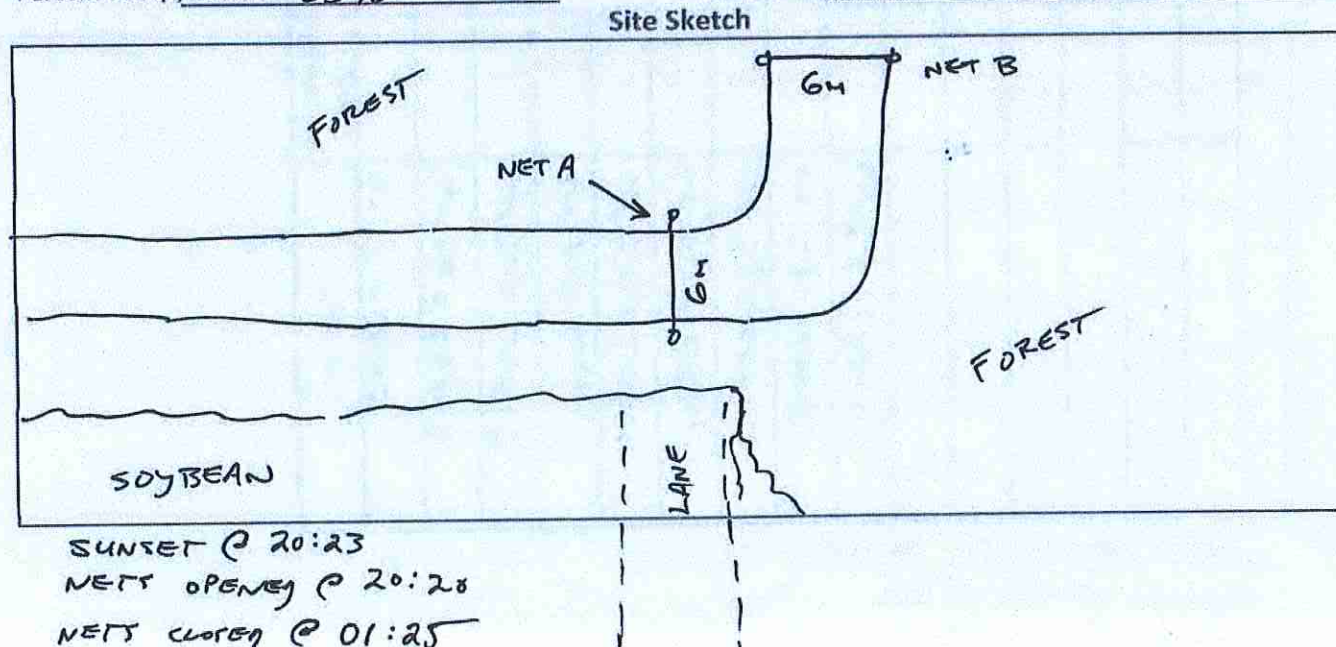 Site Sketch
FOREST
6m
NET B
NET A
6m
FOREST
SOYBEAN
LANE
SUNSET @ 20:23
NETS OPENED @ 20:20
NETS CLOSED @ 01:25